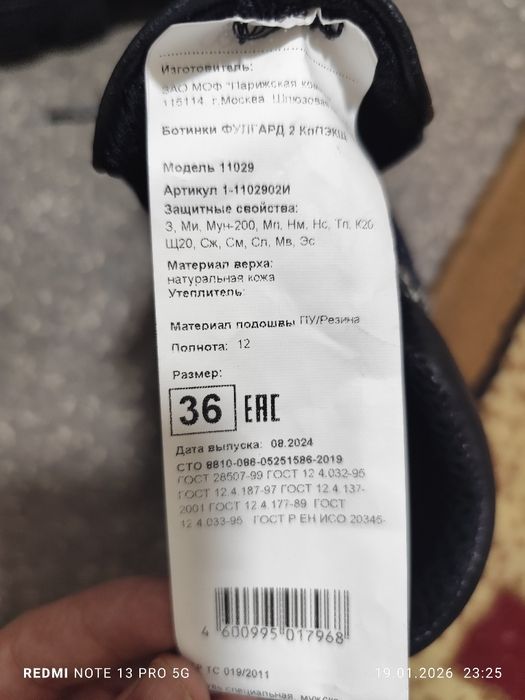 Изготовитель:
ЗАО МОФ "Парижская ком
115114 г.Москва Шлюзовая
Ботинки ФУЛГАРД 2 КпПЭКЩ
Модель 11029
Артикул 1-1102902И
Защитные свойства:
З, Ми, Мун-200, Мп, Нм, Нс, Тп, К20
Щ20, Сж, См, Сл, Мв, Эс
Материал верха:
натуральная кожа
Утеплитель:
Материал подошвы ПУ/Резина
Полнота: 12
Размер:
36 EAC
Дата выпуска: 08.2024
СТО 8810-086-05251586-2019
ГОСТ 28507-99 ГОСТ 12.4.032-95
ГОСТ 12.4.187-97 ГОСТ 12.4.137-
2001 ГОСТ 12.4.177-89 ГОСТ
12.4.033-95 ГОСТ Р ЕН ИСО 20345-
4 600995 017968
Р ТС 019/2011
специальная, мужско
REDMI NOTE 13 PRO 5G
19.01.2026 23:25